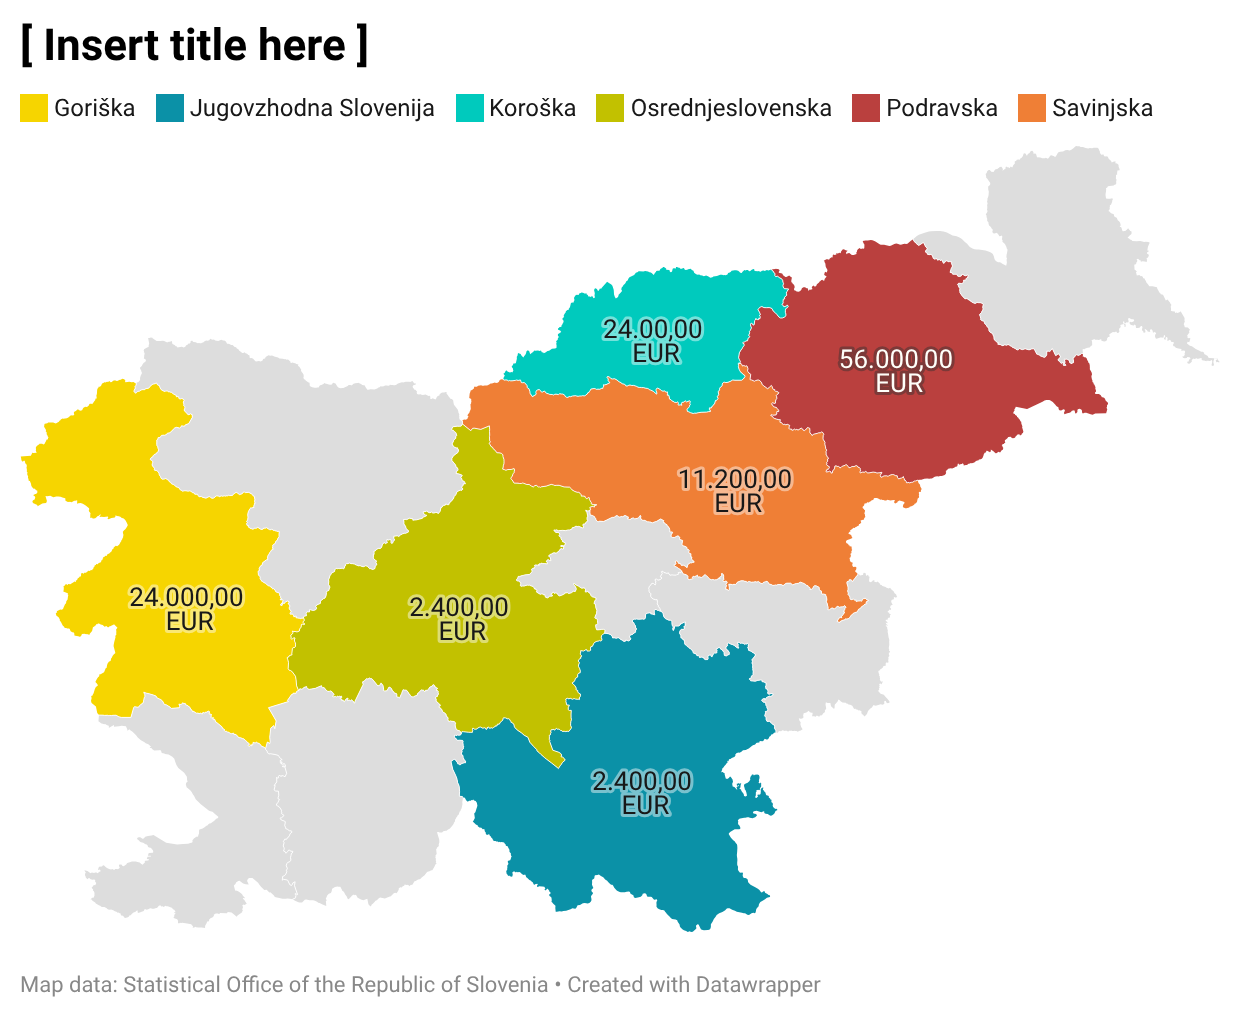 [ Insert title here ]
Goriška Jugovzhodna Slovenija Koroška Osrednjeslovenska Podravska Savinjska
24.00,00
EUR
56.000,00
EUR
11.200,00
EUR
24.000,00
EUR
2.400,00
EUR
2.400,00
EUR
Map data: Statistical Office of the Republic of Slovenia • Created with Datawrapper